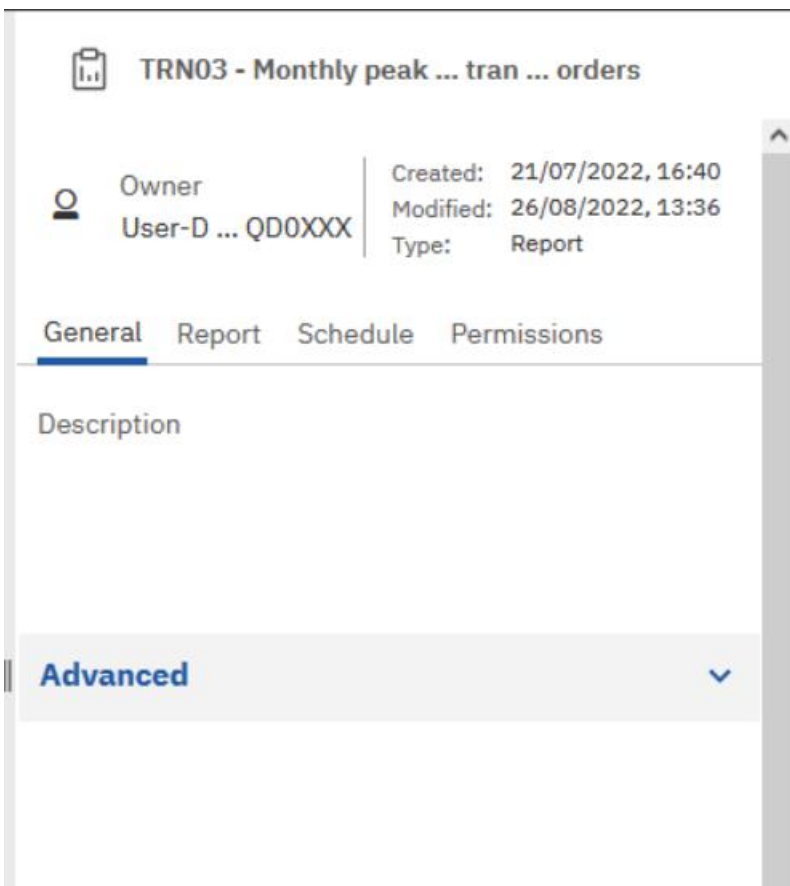 TRN03 - Monthly peak ... tran ... orders
Owner
User-D ... QD0XXX
Created: 21/07/2022, 16:40
Modified: 26/08/2022, 13:36
Type: Report
General Report Schedule Permissions
Description
Advanced